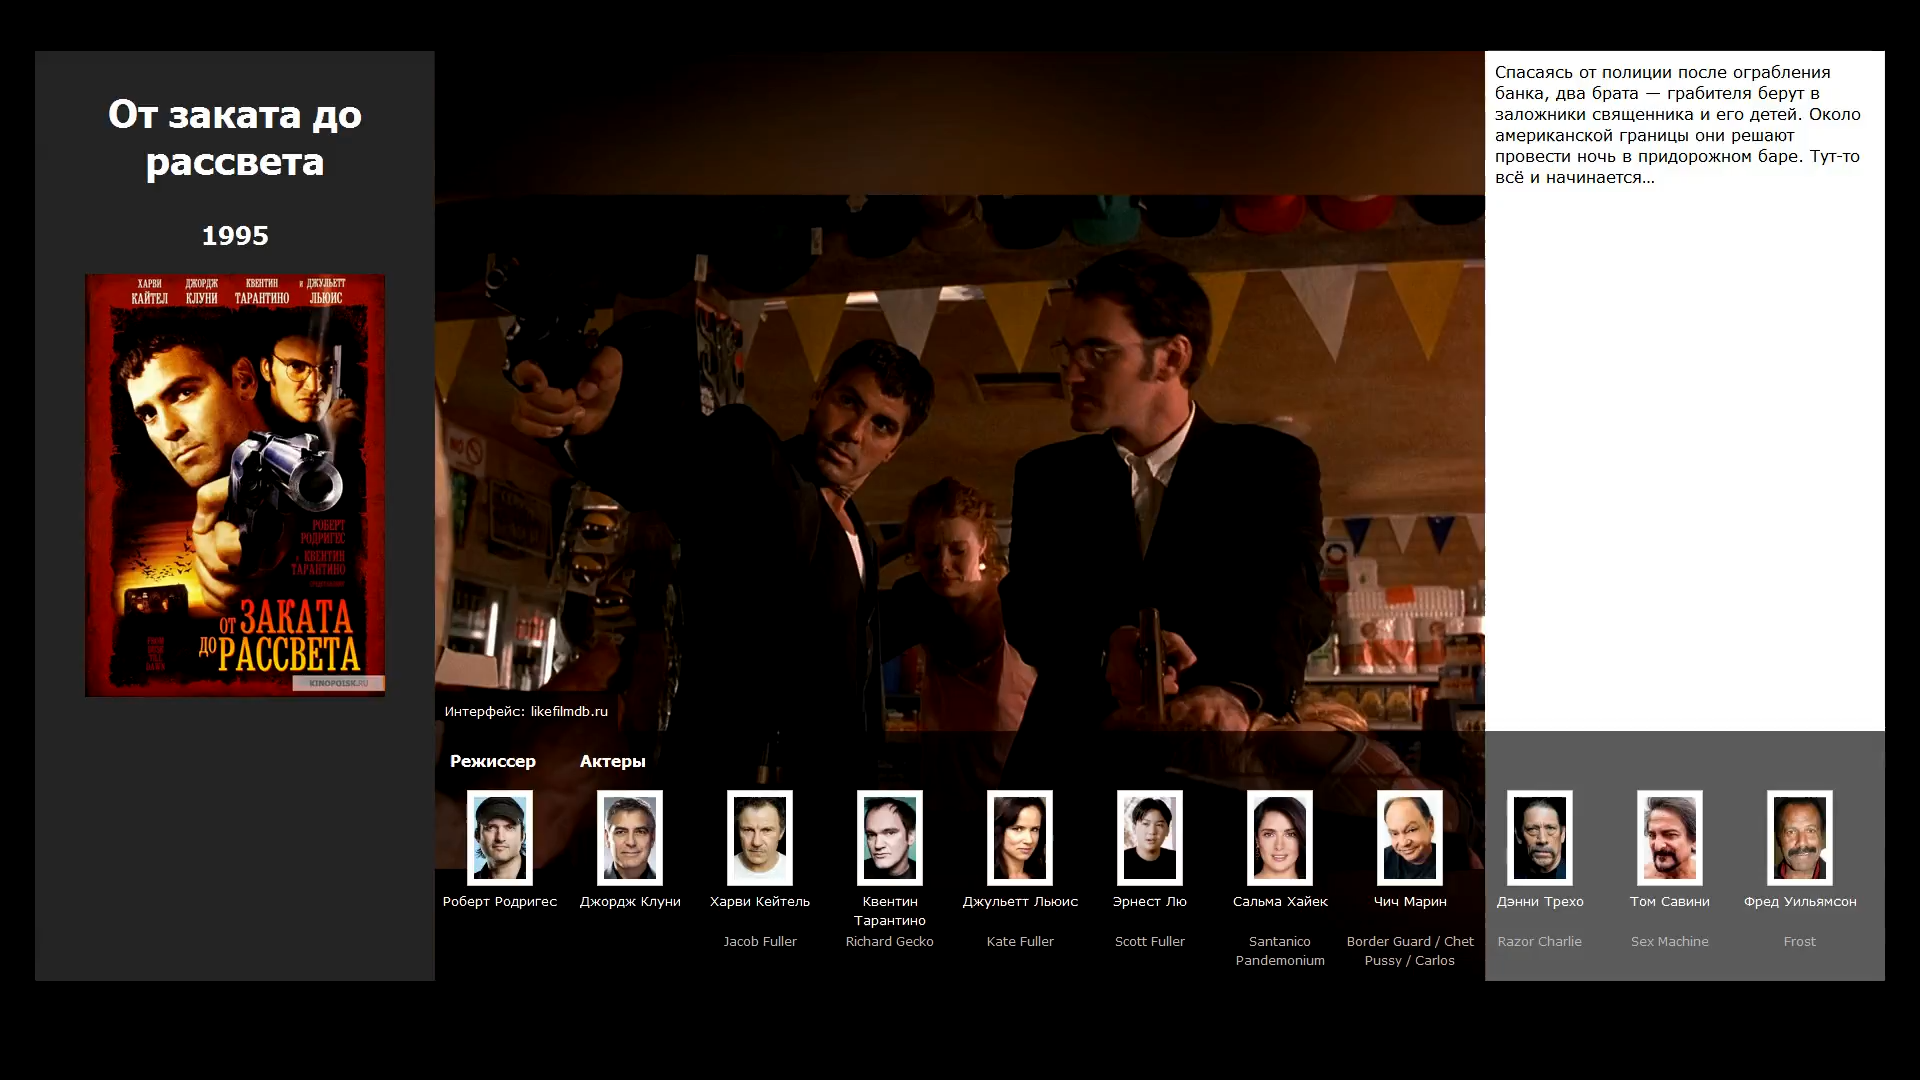 От заката до
рассвета
1995
ХАРВИ КАЙТЕЛ
ДЖОРДЖ КЛУНИ
КВЕНТИН ТАРАНТИНО
и ДЖУЛЬЕТТ ЛЬЮИС
РОБЕРТ
РОДРИГЕС
КВЕНТИН
ТАРАНТИНО
ОТ ЗАКАТА
ДО РАССВЕТА
KINOPOISK.RU
Спасаясь от полиции после ограбления
банка, два брата — грабителя берут в
заложники священника и его детей. Около
американской границы они решают
провести ночь в придорожном баре. Тут-то
всё и начинается...
Интерфейс: likefilmdb.ru
Режиссер
Актеры
Роберт Родригес
Джордж Клуни
Харви Кейтель
Jacob Fuller
Квентин
Тарантино
Richard Gecko
Джульетт Льюис
Kate Fuller
Эрнест Лю
Scott Fuller
Сальма Хайек
Santanico
Pandemonium
Чич Марин
Border Guard / Chet
Pussy / Carlos
Дэнни Трехо
Razor Charlie
Том Савини
Sex Machine
Фред Уильямсон
Frost